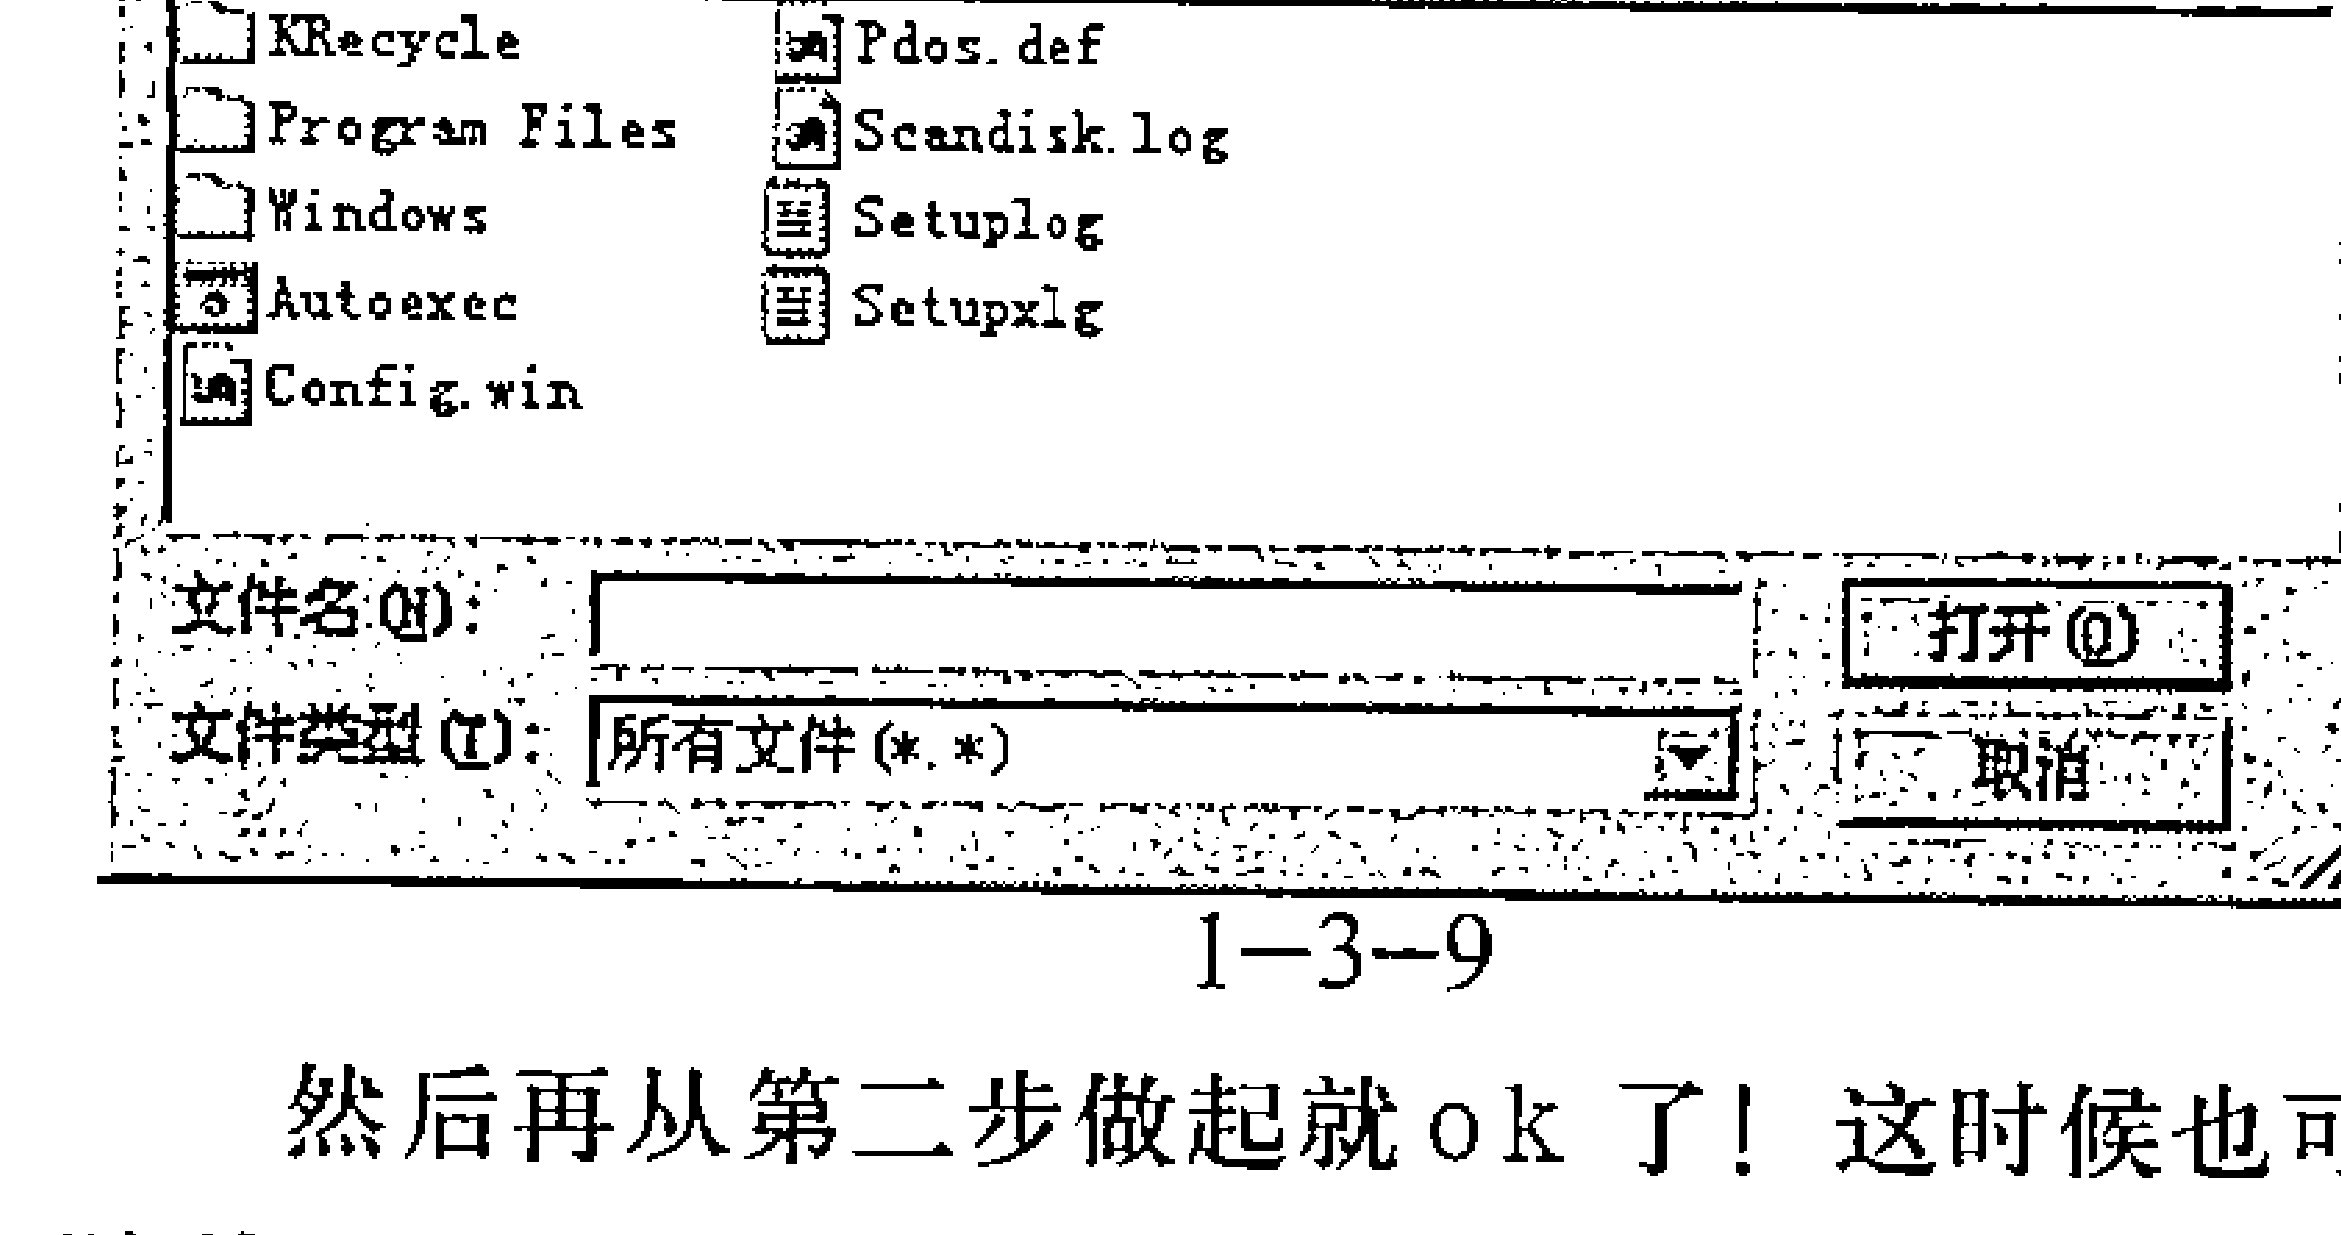 KRecycle
Program Files
Windows
Autoexec
Config.win
Pdos.def
Scandisk.log
Setuplog
Setupxlg
文件名(N):
打开(O)
文件类型(T): 所有文件(*.*)
取消
1—3—9
然后再从第二步做起就ok了！这时候也可